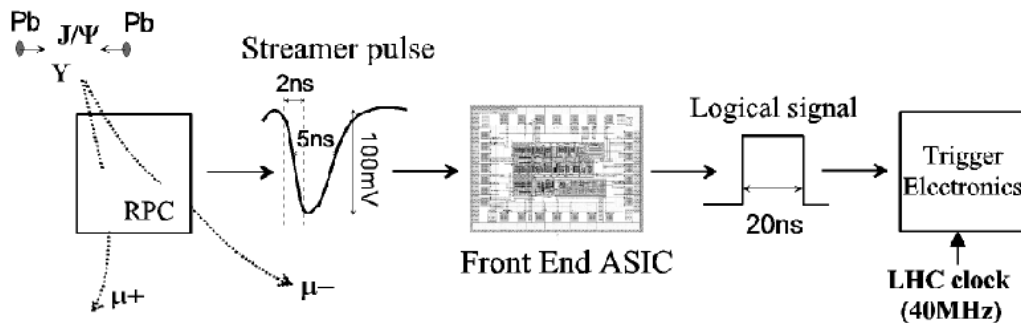 Pb J/Ψ Pb
Υ
RPC
μ+
μ−
Streamer pulse
2ns
5ns
100mV
Front End ASIC
Logical signal
20ns
Trigger
Electronics
LHC clock
(40MHz)